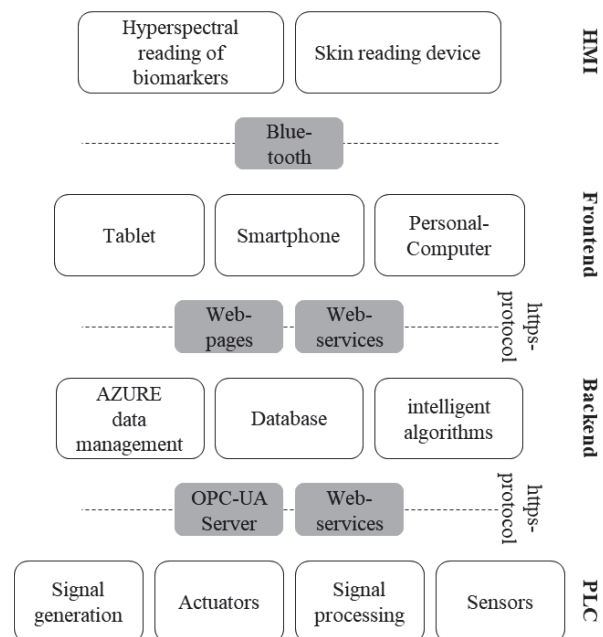 Hyperspectral
reading of
biomarkers
Skin reading device
HMI
Blue-
tooth
Tablet
Smartphone
Personal-
Computer
Frontend
Web-
pages
Web-
services
https-
protocol
AZURE
data
management
Database
intelligent
algorithms
Backend
OPC-UA
Server
Web-
services
https-
protocol
Signal
generation
Actuators
Signal
processing
Sensors
PLC